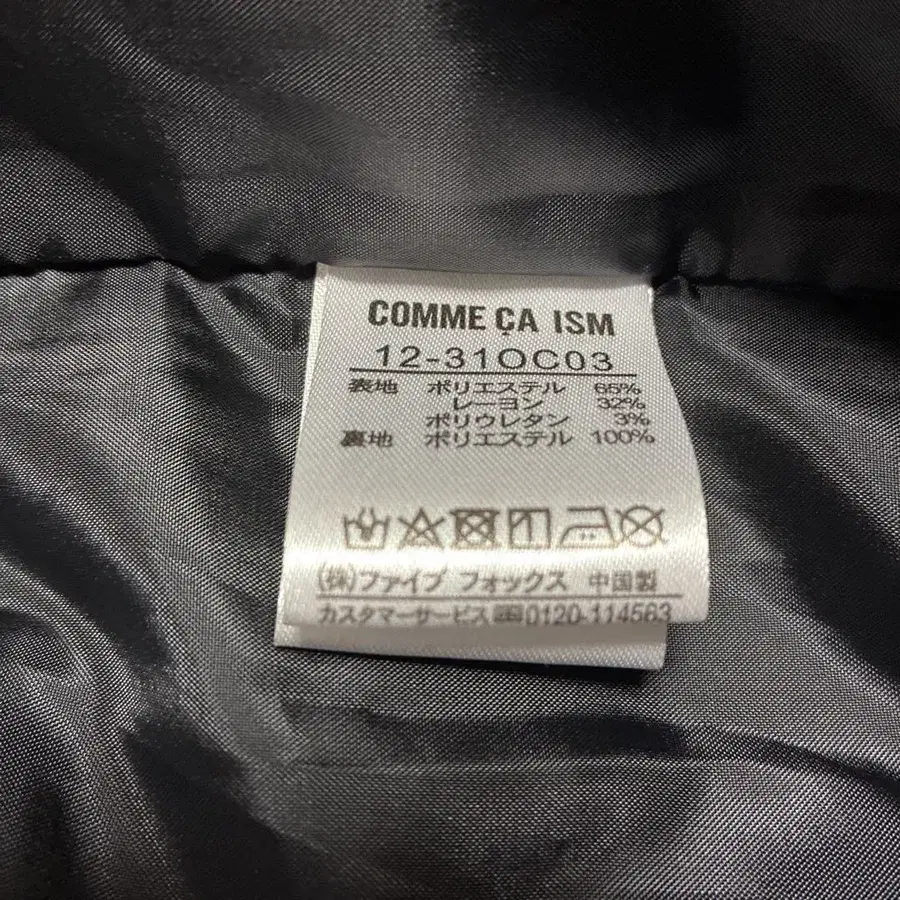 COMME ÇA ISM
12-31OC03
表地 ポリエステル 65%
レーヨン 32%
ポリウレタン 3%
裏地 ポリエステル 100%
(株)ファイブ フォックス 中国製
カスタマーサービス 0120-114563